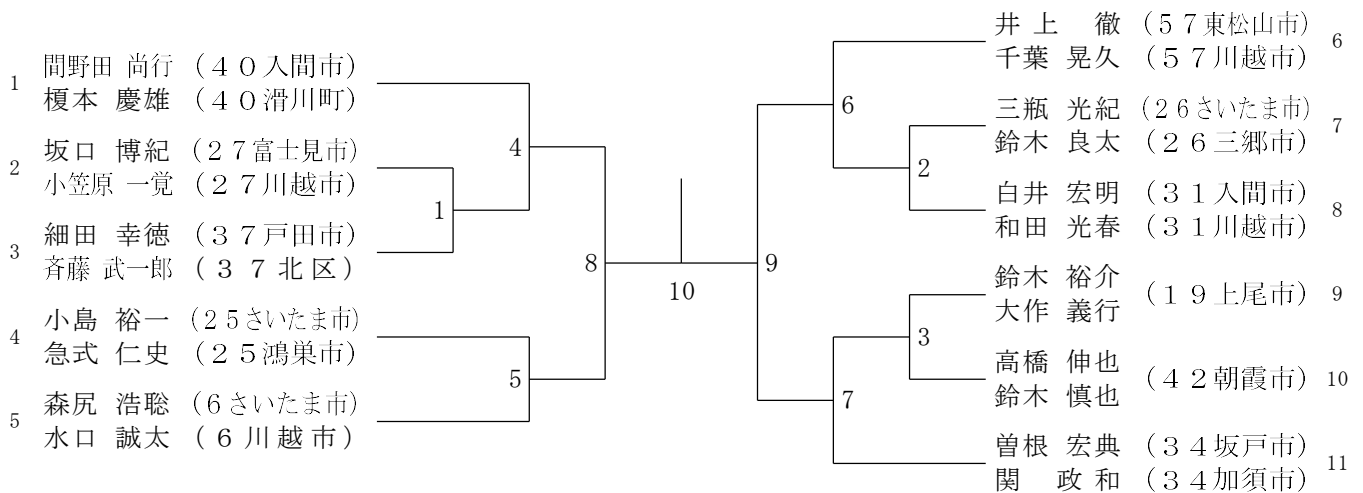 1
間野田 尚行 (40入間市)
榎本 慶雄 (40滑川町)
2
坂口 博紀 (27富士見市)
小笠原 一覚 (27川越市)
3
細田 幸徳 (37戸田市)
斉藤 武一郎 (37北区)
4
小島 裕一 (25さいたま市)
急式 仁史 (25鴻巣市)
5
森尻 浩聡 (6さいたま市)
水口 誠太 (6川越市)
4
1
8
5
10
9
6
2
3
7
井上 徹 (57東松山市)
千葉 晃久 (57川越市)
6
三瓶 光紀 (26さいたま市)
鈴木 良太 (26三郷市)
7
白井 宏明 (31入間市)
和田 光春 (31川越市)
8
鈴木 裕介
大作 義行
(19上尾市)
9
高橋 伸也
鈴木 慎也
(42朝霞市)
10
曽根 宏典 (34坂戸市)
関 政和 (34加須市)
11